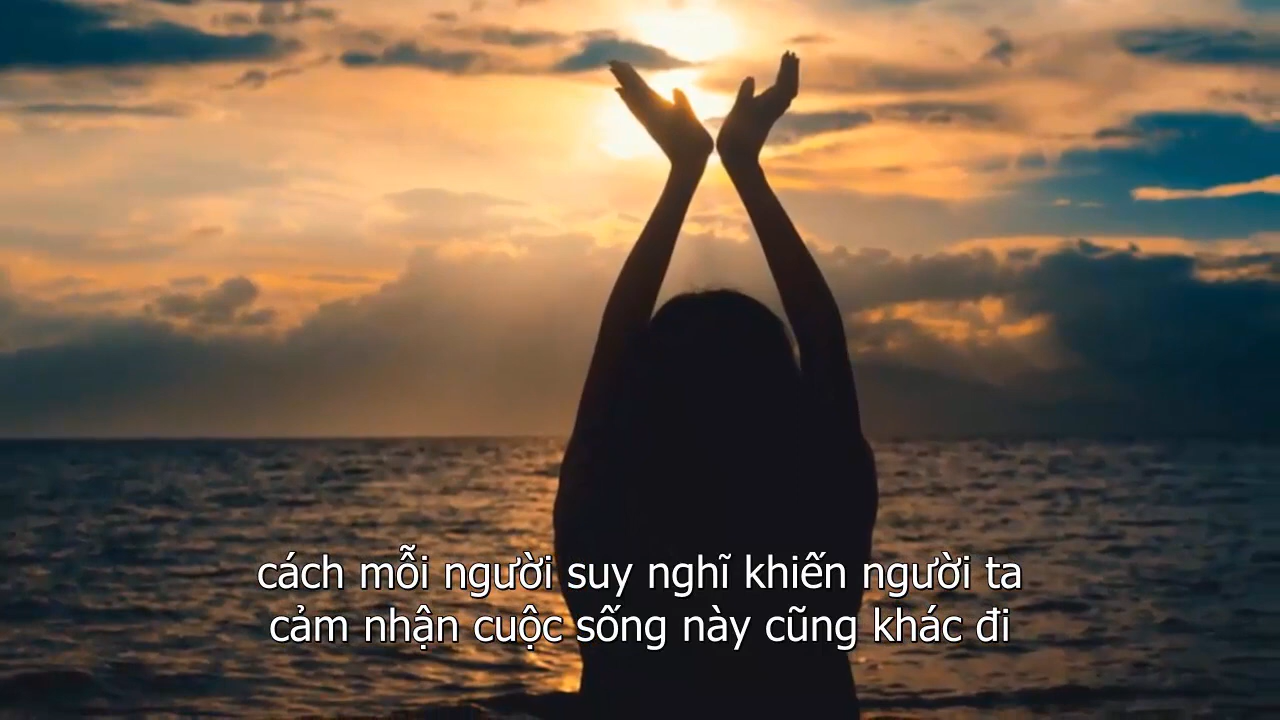 cách mỗi người suy nghĩ khiến người ta
cảm nhận cuộc sống này cũng khác đi